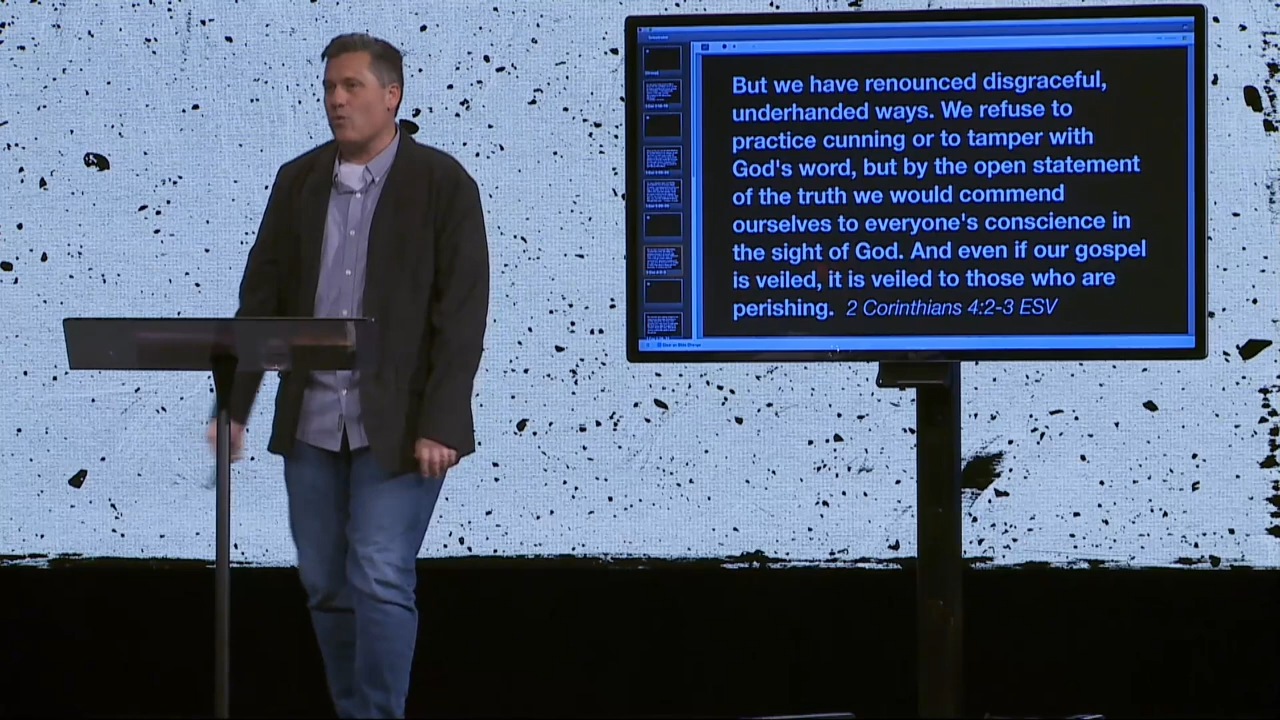 But we have renounced disgraceful,
underhanded ways. We refuse to
practice cunning or to tamper with
God's word, but by the open statement
of the truth we would commend
ourselves to everyone's conscience in
the sight of God. And even if our gospel
is veiled, it is veiled to those who are
perishing. 2 Corinthians 4:2-3 ESV